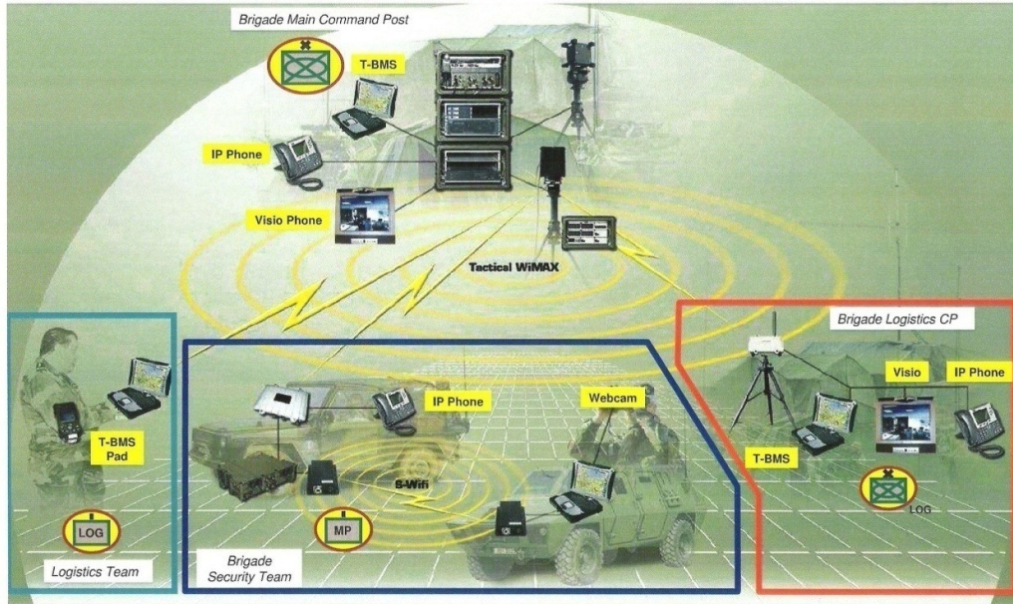 Brigade Main Command Post
T-BMS
IP Phone
Visio Phone
Tactical WiMAX
Brigade Logistics CP
Visio
IP Phone
T-BMS
LOG
IP Phone
Webcam
S-Wifi
MP
Brigade
Security Team
T-BMS
Pad
LOG
Logistics Team